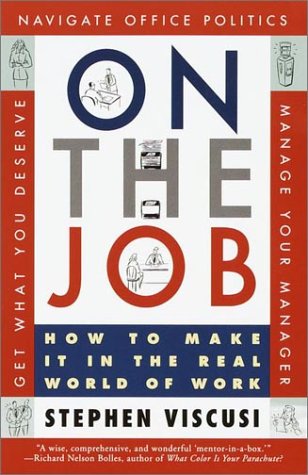 NAVIGATE OFFICE POLITICS
GET WHAT YOU DESERVE
MANAGE YOUR MANAGER
ON
THE
JOB
HOW TO MAKE
IT IN THE REAL
WORLD OF WORK
STEPHEN VISCUSI
"A wise, comprehensive, and wonderful 'mentor-in-a-box.'"
—Richard Nelson Bolles, author of What Color Is Your Parachute?